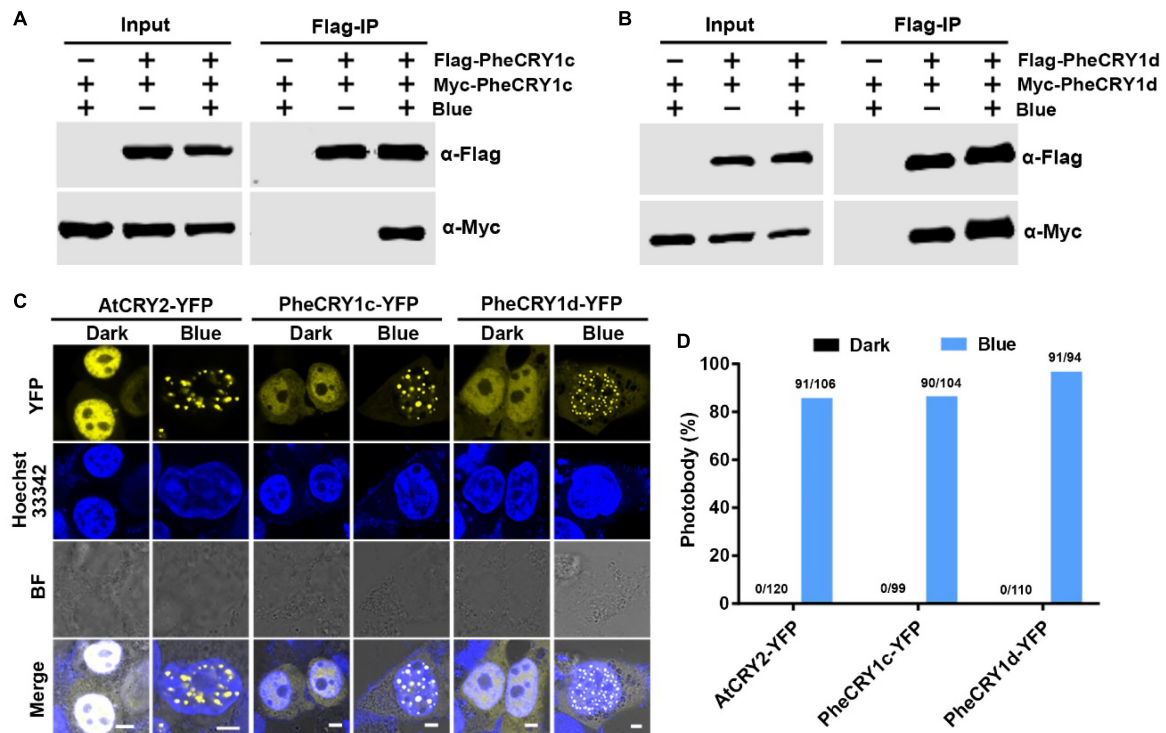 A
Input Flag-IP
− + + − + + Flag-PheCRY1c
+ + + + + + Myc-PheCRY1c
+ − + + − + Blue
α-Flag
α-Myc
B
Input Flag-IP
− + + − + + Flag-PheCRY1d
+ + + + + + Myc-PheCRY1d
+ − + + − + Blue
α-Flag
α-Myc
C
AtCRY2-YFP PheCRY1c-YFP PheCRY1d-YFP
Dark Blue Dark Blue Dark Blue
YFP
Hoechst
33342
BF
Merge
D
Dark Blue
Photobody (%)
100
80
60
40
20
0
91/106 90/104 91/94
0/120 0/99 0/110
AtCRY2-YFP
PheCRY1c-YFP
PheCRY1d-YFP